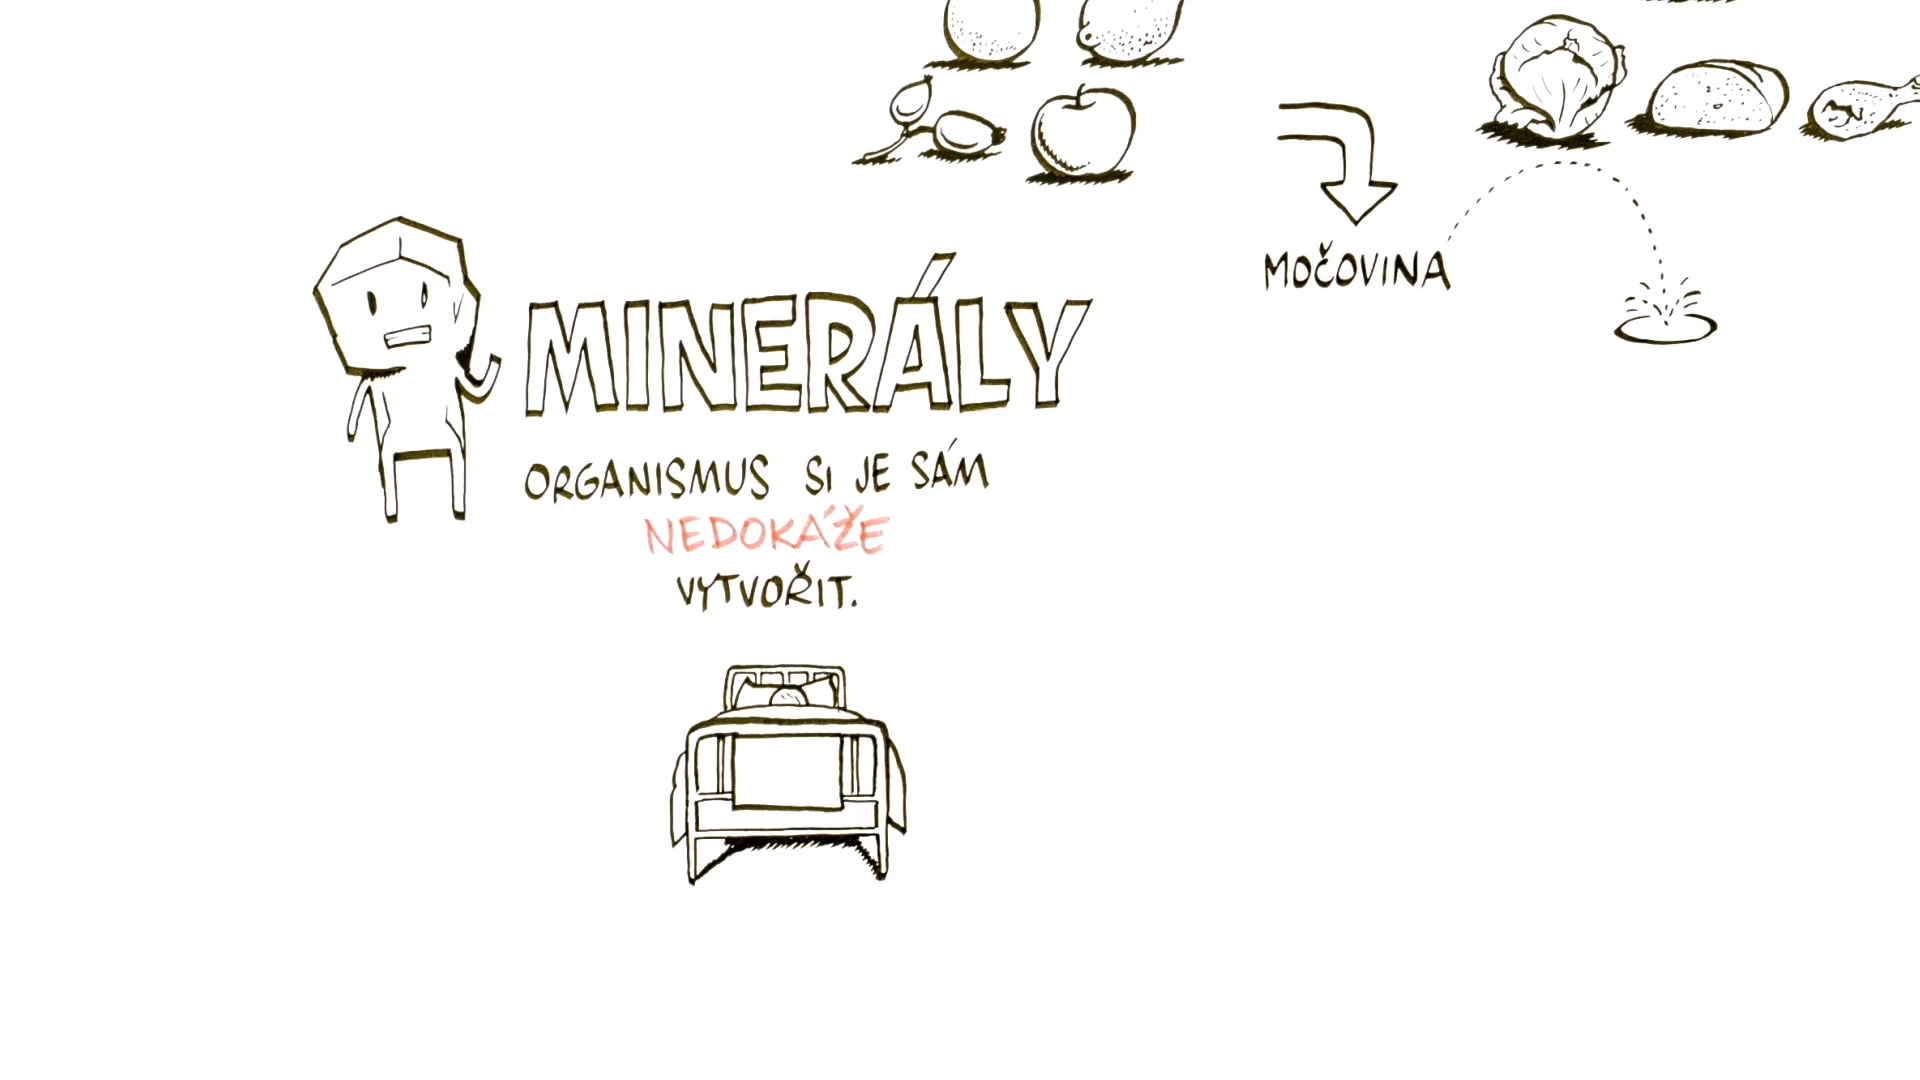 MOČOVINA
MINERÁLY
ORGANISMUS SI JE SÁM
NEDOKÁŽE
VYTVOŘIT.